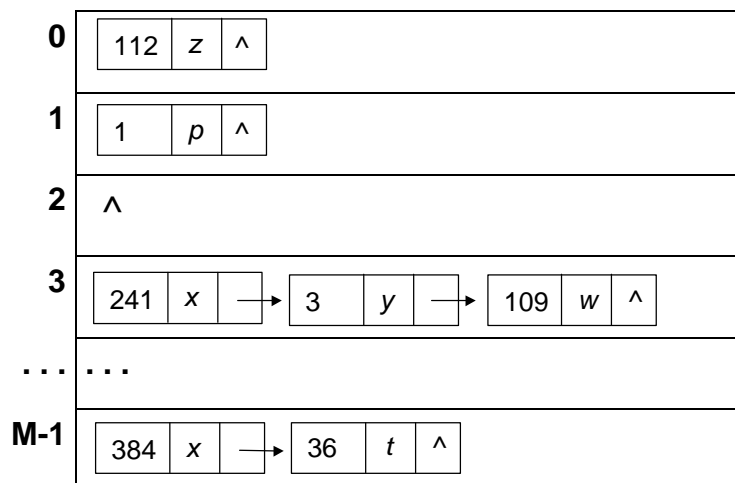 0 112 z ^
1 1 p ^
2 ^
3 241 x 3 y 109 w ^
... ...
M-1 384 x 36 t ^